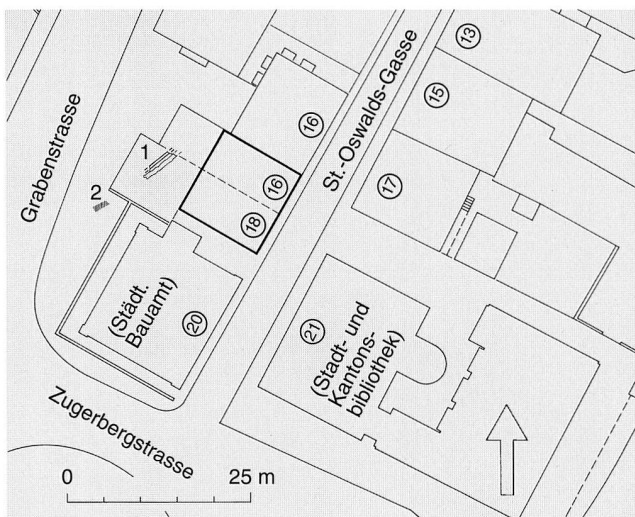 13
15
16
St.-Oswalds-Gasse
Grabenstrasse
1
16
17
2
18
(Städt.
Bauamt)
20
21
(Stadt- und
Kantons-
bibliothek)
Zugerbergstrasse
0 25 m